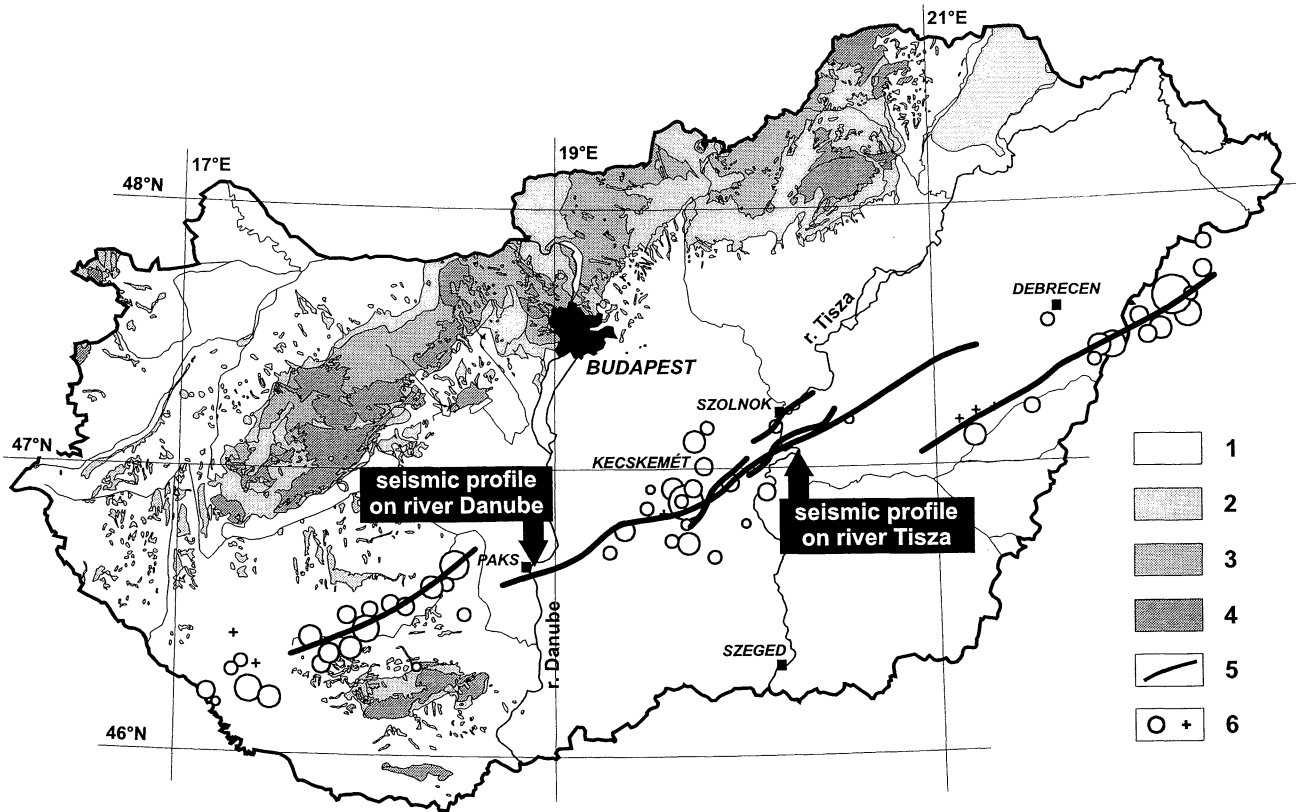 21°E
17°E
19°E
48°N
DEBRECEN
r. Tisza
BUDAPEST
SZOLNOK
47°N
KECSKEMÉT
seismic profile
on river Danube
seismic profile
on river Tisza
PAKS
r. Danube
SZEGED
46°N
1
2
3
4
5
6